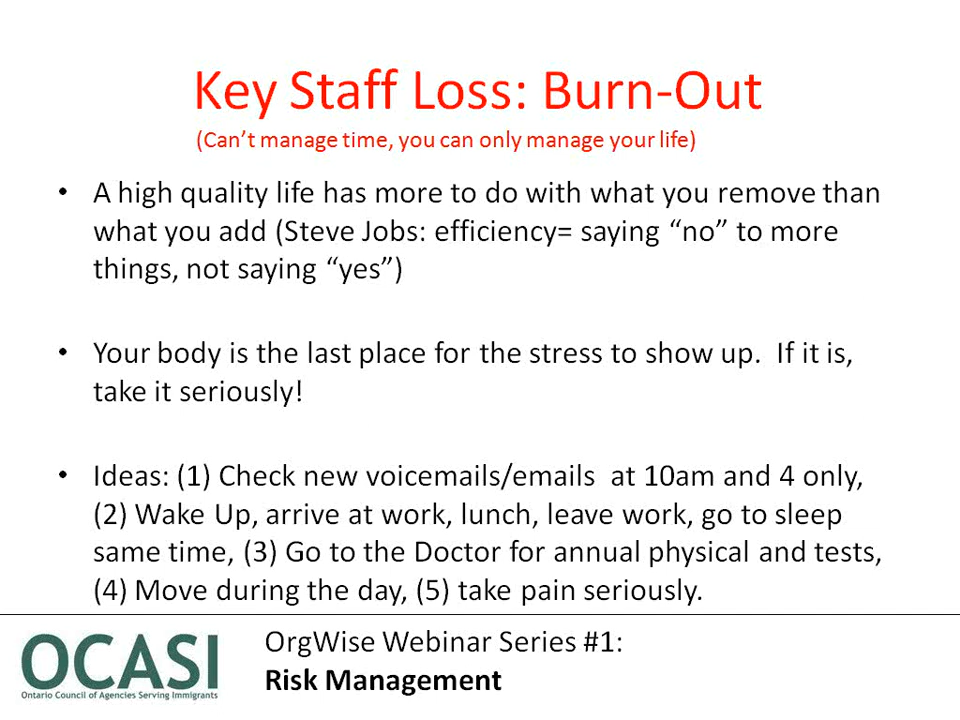 Key Staff Loss: Burn-Out
(Can’t manage time, you can only manage your life)
• A high quality life has more to do with what you remove than
what you add (Steve Jobs: efficiency= saying “no” to more
things, not saying “yes”)
• Your body is the last place for the stress to show up.  If it is,
take it seriously!
• Ideas: (1) Check new voicemails/emails  at 10am and 4 only,
(2) Wake Up, arrive at work, lunch, leave work, go to sleep
same time, (3) Go to the Doctor for annual physical and tests,
(4) Move during the day, (5) take pain seriously.
OCASI
Ontario Council of Agencies Serving Immigrants
OrgWise Webinar Series #1:
Risk Management